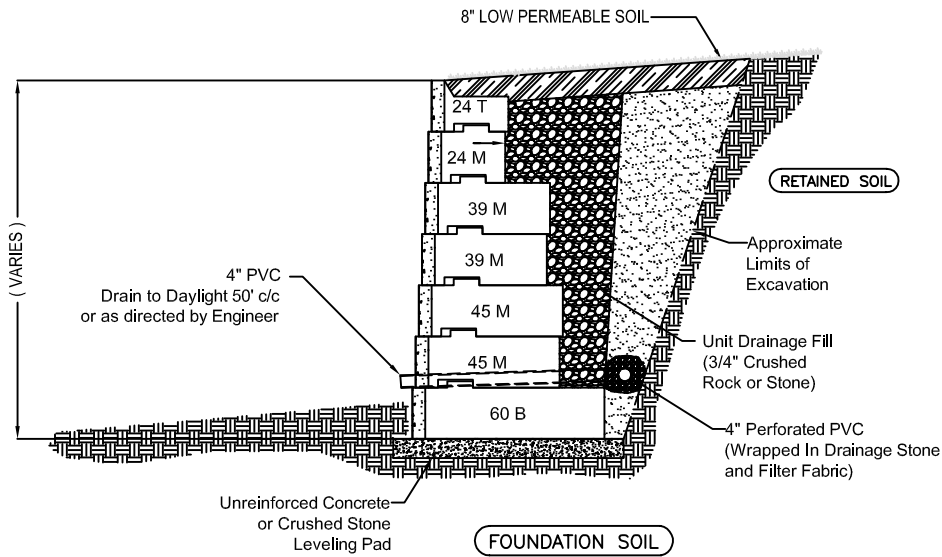 8" LOW PERMEABLE SOIL
24 T
24 M
39 M
39 M
45 M
45 M
60 B
( VARIES )
4" PVC
Drain to Daylight 50' c/c
or as directed by Engineer
RETAINED SOIL
Approximate
Limits of
Excavation
Unit Drainage Fill
(3/4" Crushed
Rock or Stone)
4" Perforated PVC
(Wrapped In Drainage Stone
and Filter Fabric)
Unreinforced Concrete
or Crushed Stone
Leveling Pad
FOUNDATION SOIL